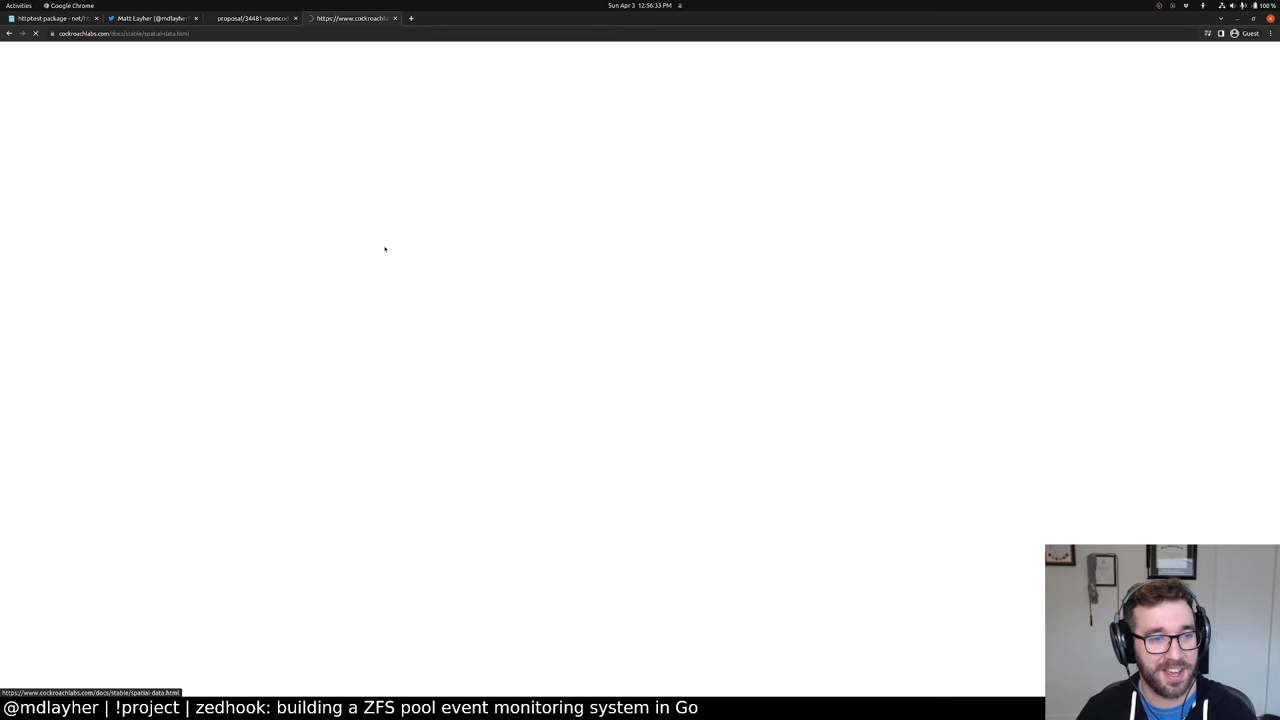 Activities
Google Chrome
Sun Apr 3 12:56:33 PM
100 %
httptest package - net/h
Matt Layher (@mdlayher
proposal/34481-opencod
https://www.cockroachla
cockroachlabs.com/docs/stable/spatial-data.html
Guest
https://www.cockroachlabs.com/docs/stable/spatial-data.html
@mdlayher | !project | zedhook: building a ZFS pool event monitoring system in Go